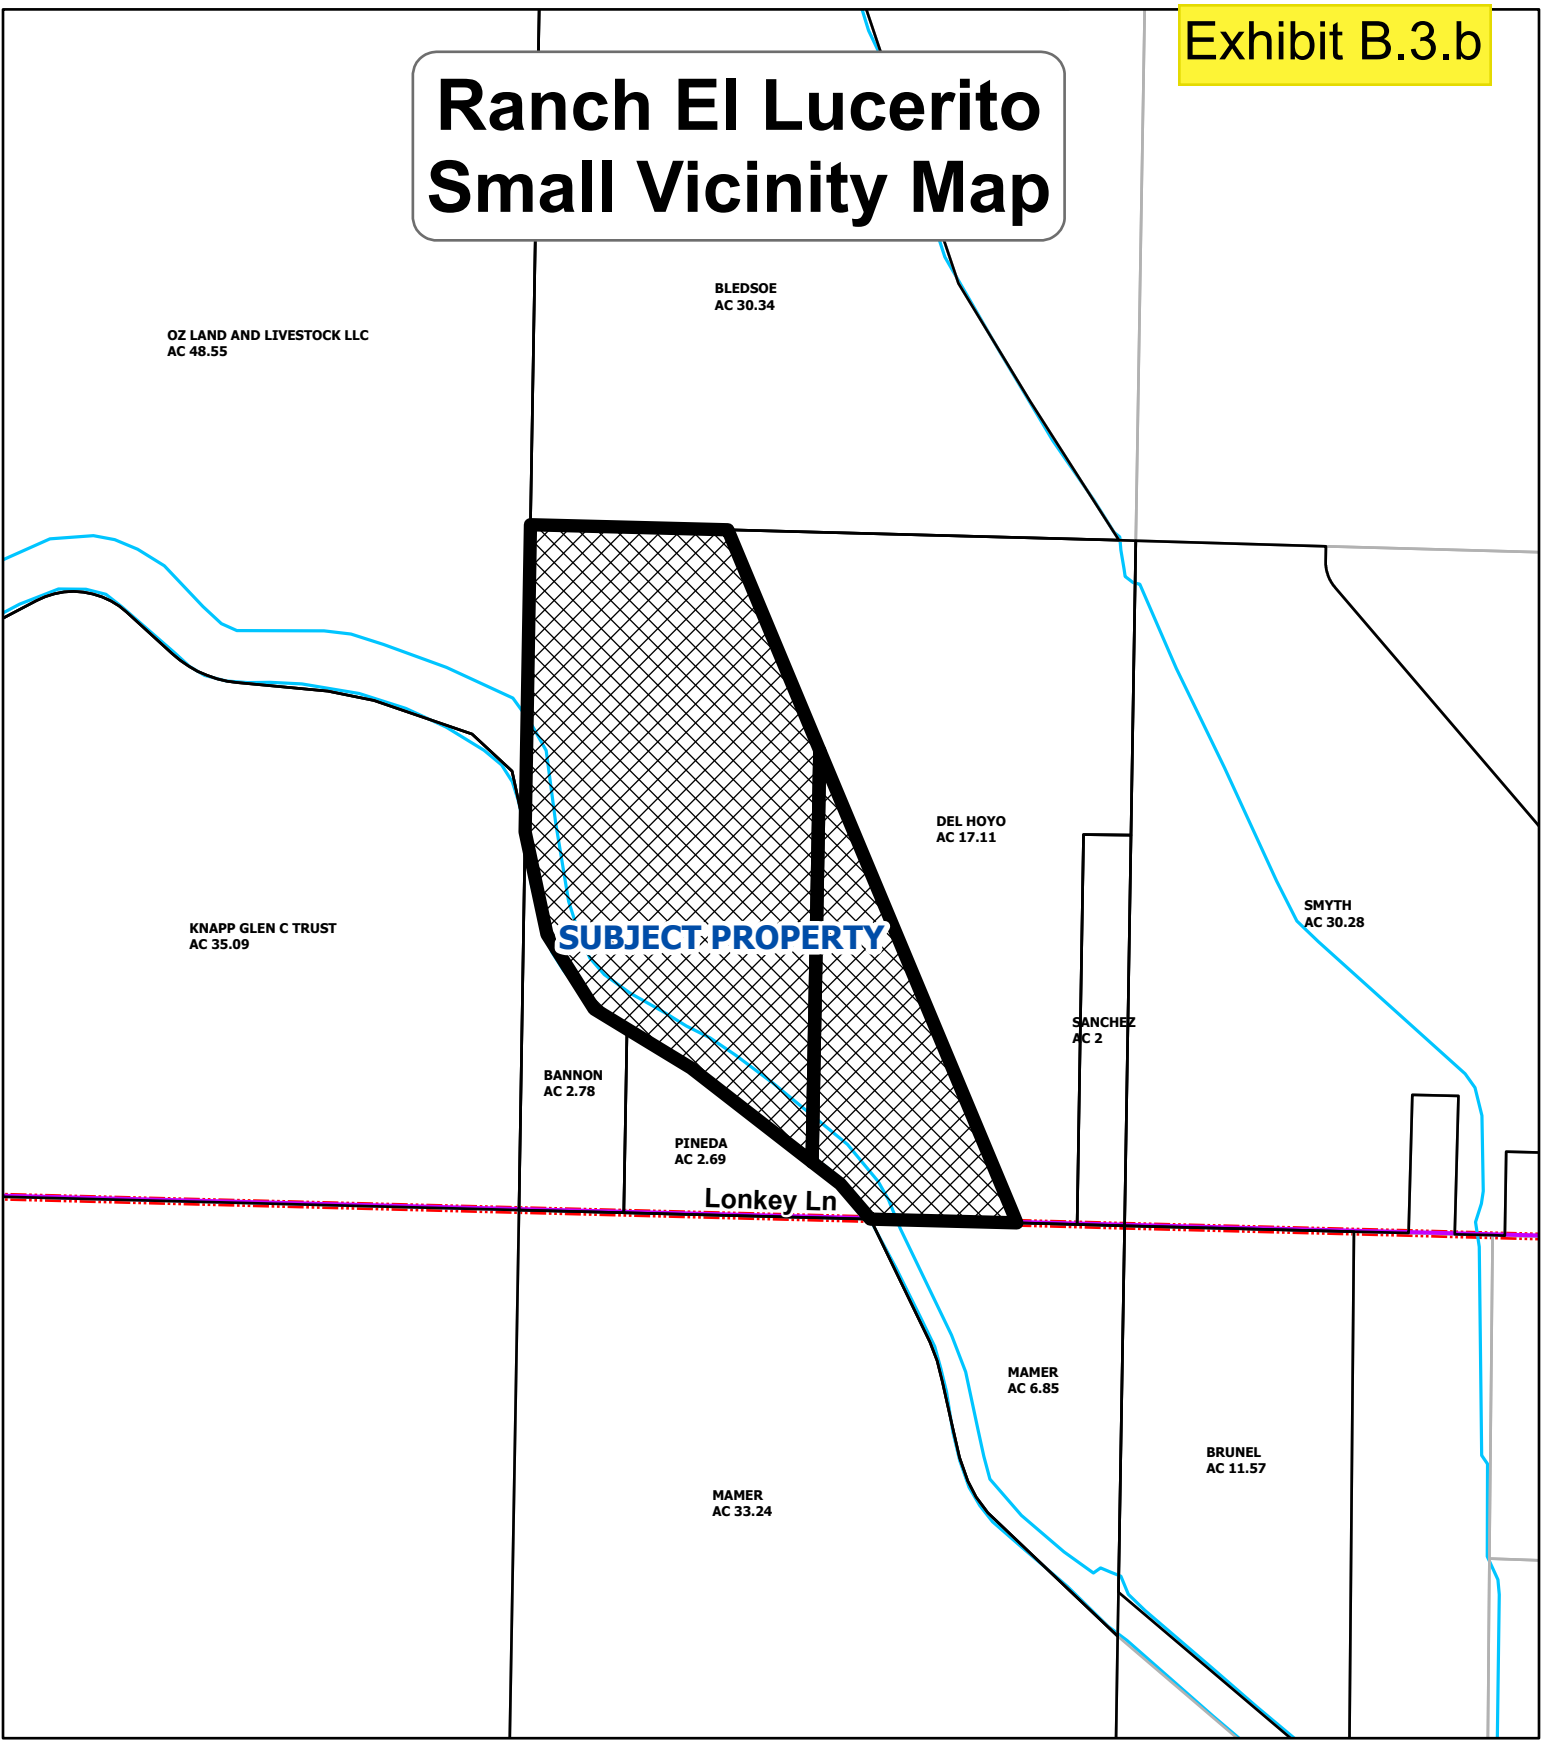 Exhibit B.3.b
Ranch El Lucerito
Small Vicinity Map
BLEDSOE
AC 30.34
OZ LAND AND LIVESTOCK LLC
AC 48.55
DEL HOYO
AC 17.11
SMYTH
AC 30.28
KNAPP GLEN C TRUST
AC 35.09
SUBJECT PROPERTY
SANCHEZ
AC 2
BANNON
AC 2.78
PINEDA
AC 2.69
Lonkey Ln
MAMER
AC 6.85
BRUNEL
AC 11.57
MAMER
AC 33.24